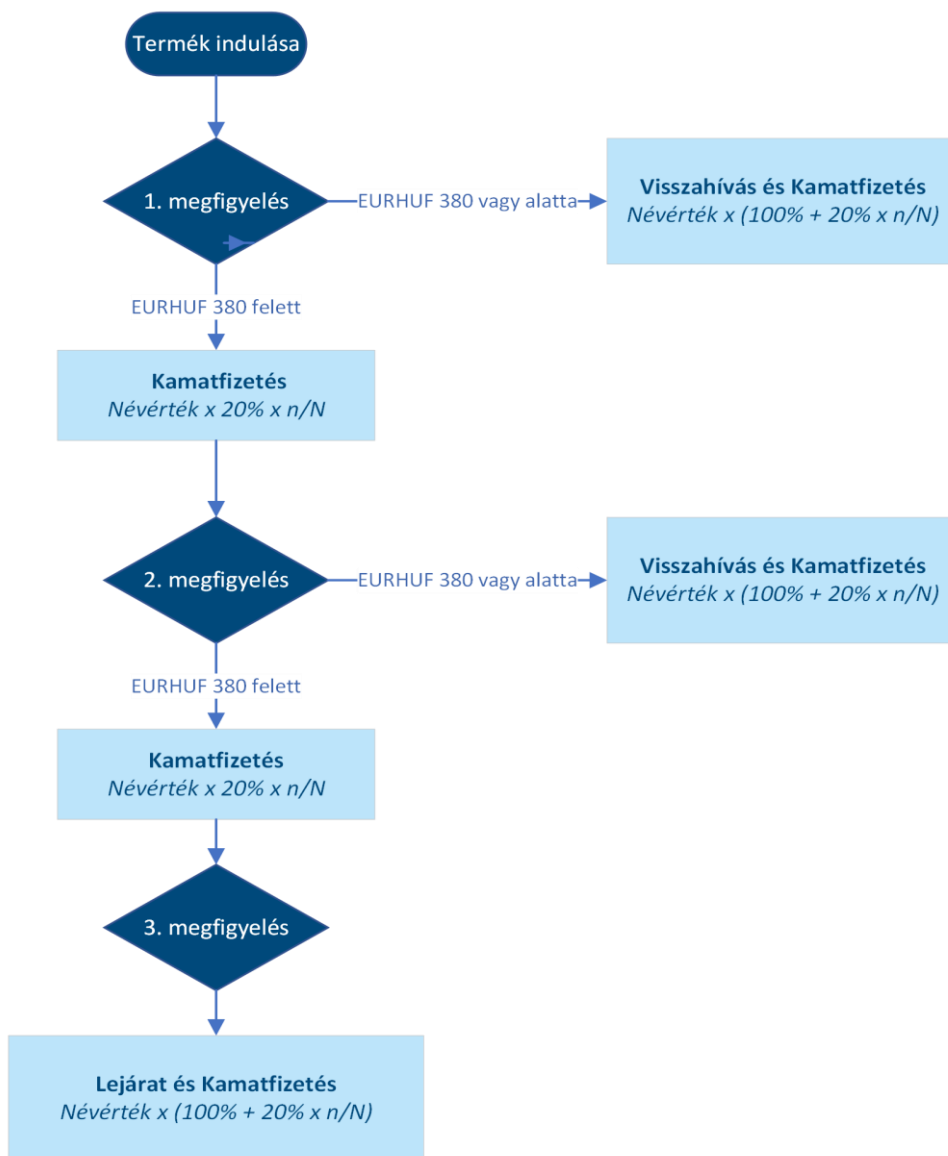 Termék indulása
1. megfigyelés
EURHUF 380 vagy alatta
Visszahívás és Kamatfizetés
Névérték x (100% + 20% x n/N)
EURHUF 380 felett
Kamatfizetés
Névérték x 20% x n/N
2. megfigyelés
EURHUF 380 vagy alatta
Visszahívás és Kamatfizetés
Névérték x (100% + 20% x n/N)
EURHUF 380 felett
Kamatfizetés
Névérték x 20% x n/N
3. megfigyelés
Lejárat és Kamatfizetés
Névérték x (100% + 20% x n/N)